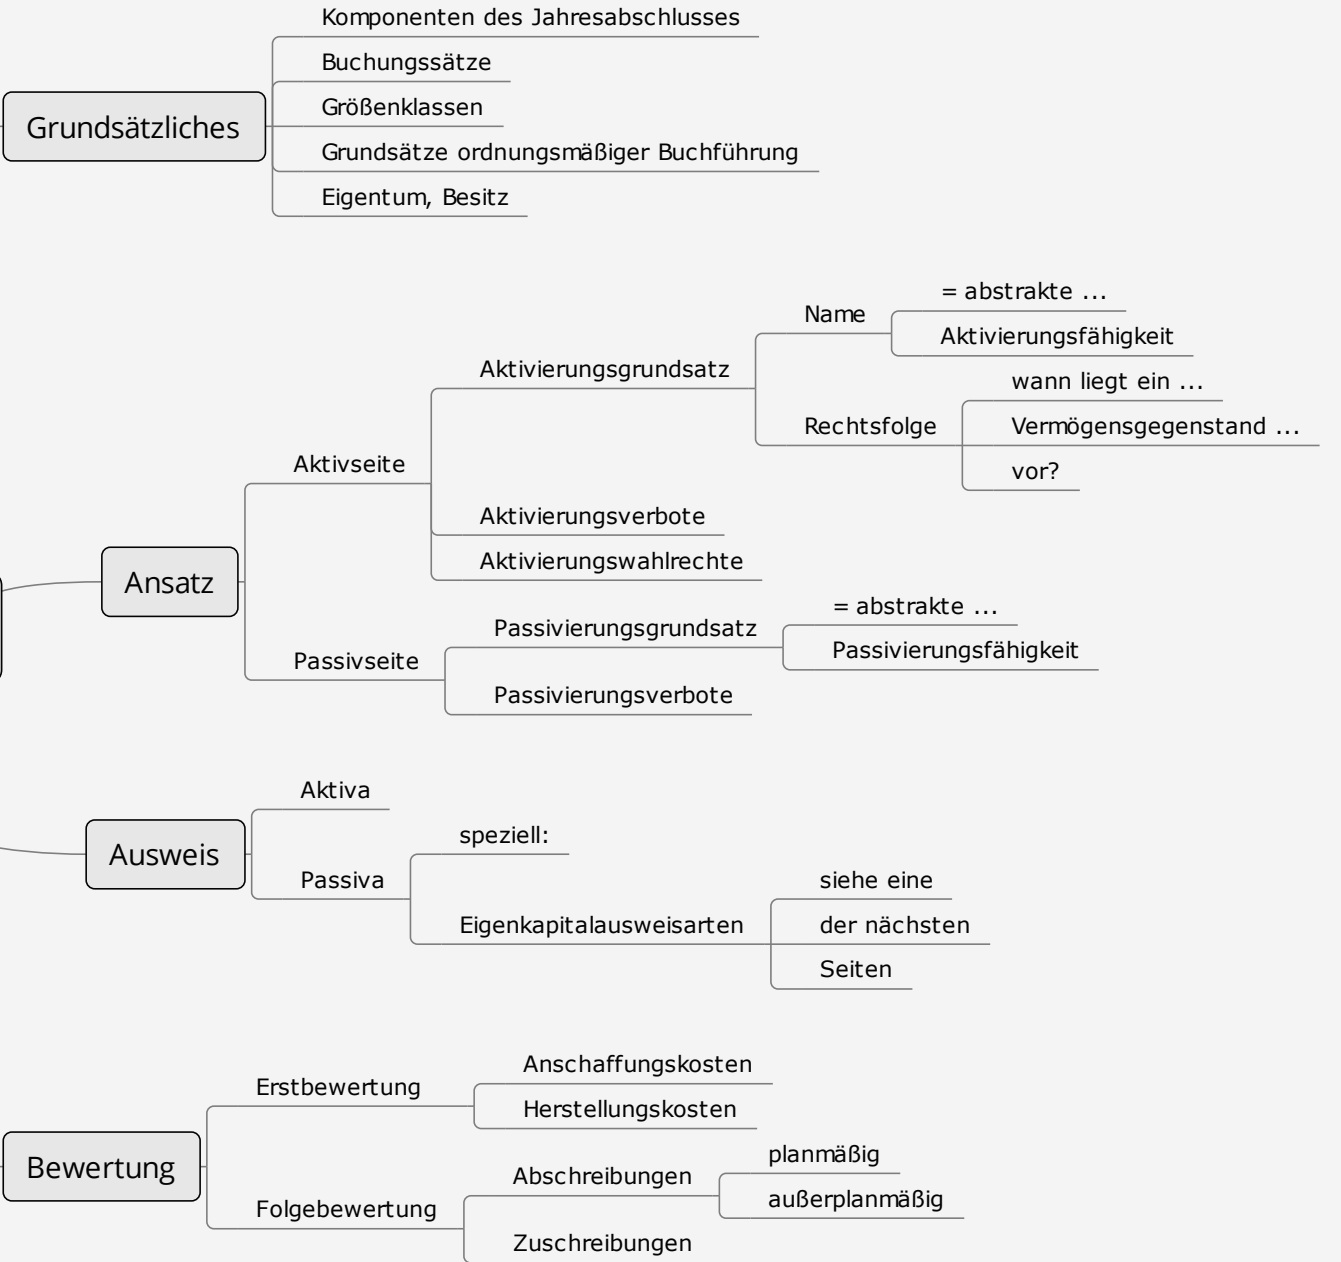 Grundsätzliches
Komponenten des Jahresabschlusses
Buchungssätze
Größenklassen
Grundsätze ordnungsmäßiger Buchführung
Eigentum, Besitz
Ansatz
Aktivseite
Aktivierungsgrundsatz
Name
= abstrakte ...
Aktivierungsfähigkeit
Rechtsfolge
wann liegt ein ...
Vermögensgegenstand ...
vor?
Aktivierungsverbote
Aktivierungswahlrechte
Passivseite
Passivierungsgrundsatz
= abstrakte ...
Passivierungsfähigkeit
Passivierungsverbote
Ausweis
Aktiva
Passiva
speziell:
Eigenkapitalausweisarten
siehe eine
der nächsten
Seiten
Bewertung
Erstbewertung
Anschaffungskosten
Herstellungskosten
Folgebewertung
Abschreibungen
planmäßig
außerplanmäßig
Zuschreibungen